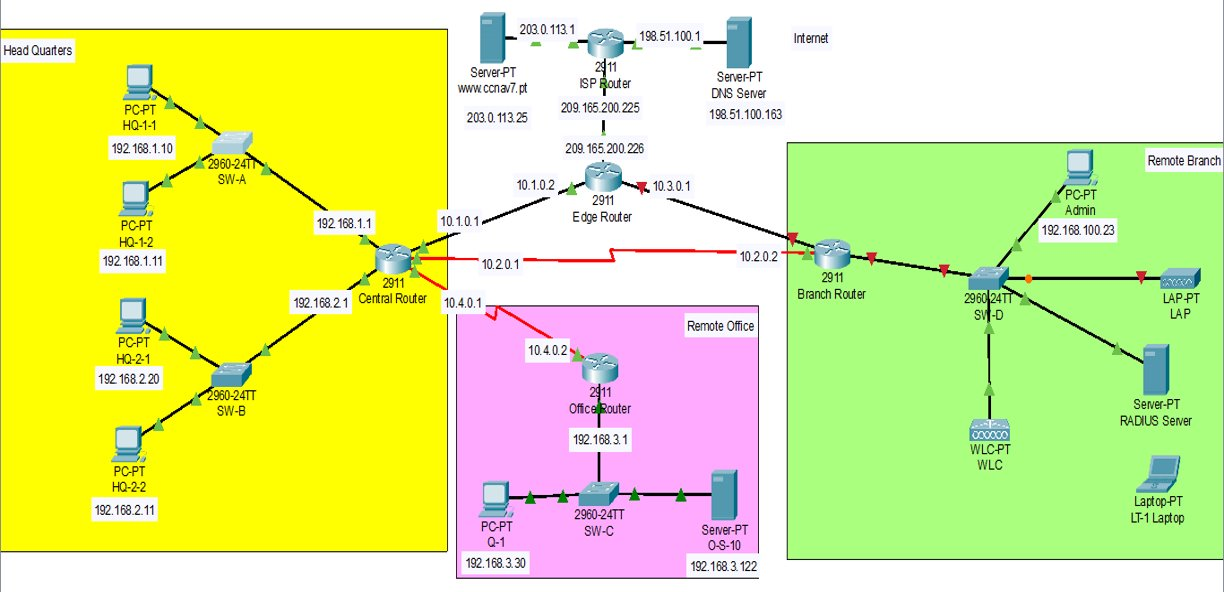 Head Quarters
PC-PT
HQ-1-1
192.168.1.10
2960-24TT
SW-A
PC-PT
HQ-1-2
192.168.1.11
192.168.1.1
10.1.0.1
2911
Central Router
192.168.2.1
10.2.0.1
10.4.0.1
PC-PT
HQ-2-1
192.168.2.20
2960-24TT
SW-B
PC-PT
HQ-2-2
192.168.2.11
Server-PT
www.ccnav7.pt
203.0.113.25
203.0.113.1
2911
ISP Router
198.51.100.1
Server-PT
DNS Server
198.51.100.163
Internet
209.165.200.225
209.165.200.226
10.1.0.2
2911
Edge Router
10.3.0.1
10.2.0.2
2911
Branch Router
Remote Office
10.4.0.2
2911
Office Router
192.168.3.1
PC-PT
Q-1
192.168.3.30
2960-24TT
SW-C
Server-PT
O-S-10
192.168.3.122
Remote Branch
PC-PT
Admin
192.168.100.23
2960-24TT
SW-D
LAP-PT
LAP
Server-PT
RADIUS Server
WLC-PT
WLC
Laptop-PT
LT-1 Laptop